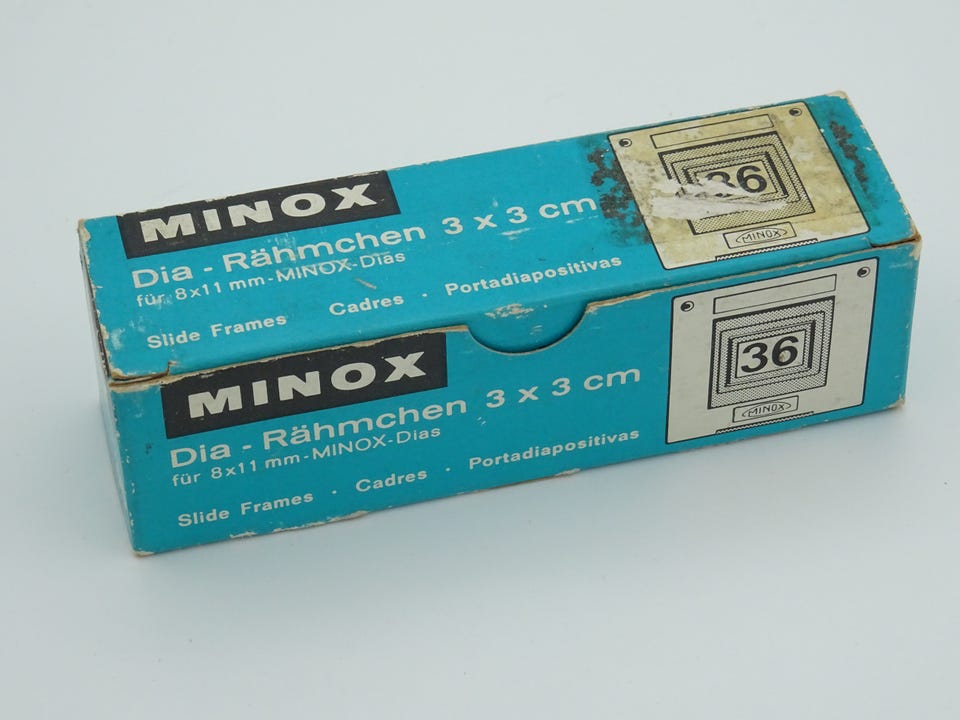 MINOX
Dia - Rähmchen 3 x 3 cm
für 8x11 mm-MINOX-Dias
Slide Frames · Cadres · Portadiapositivas
36
MINOX
MINOX
Dia - Rähmchen 3 x 3 cm
für 8x11 mm-MINOX-Dias
Slide Frames · Cadres · Portadiapositivas
36
MINOX